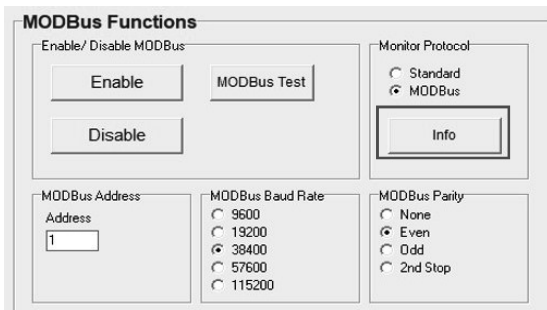 MODBus Functions
Enable/ Disable MODBus
Enable
MODBus Test
Disable
Monitor Protocol
Standard
MODBus
Info
MODBus Address
Address
1
MODBus Baud Rate
9600
19200
38400
57600
115200
MODBus Parity
None
Even
Odd
2nd Stop